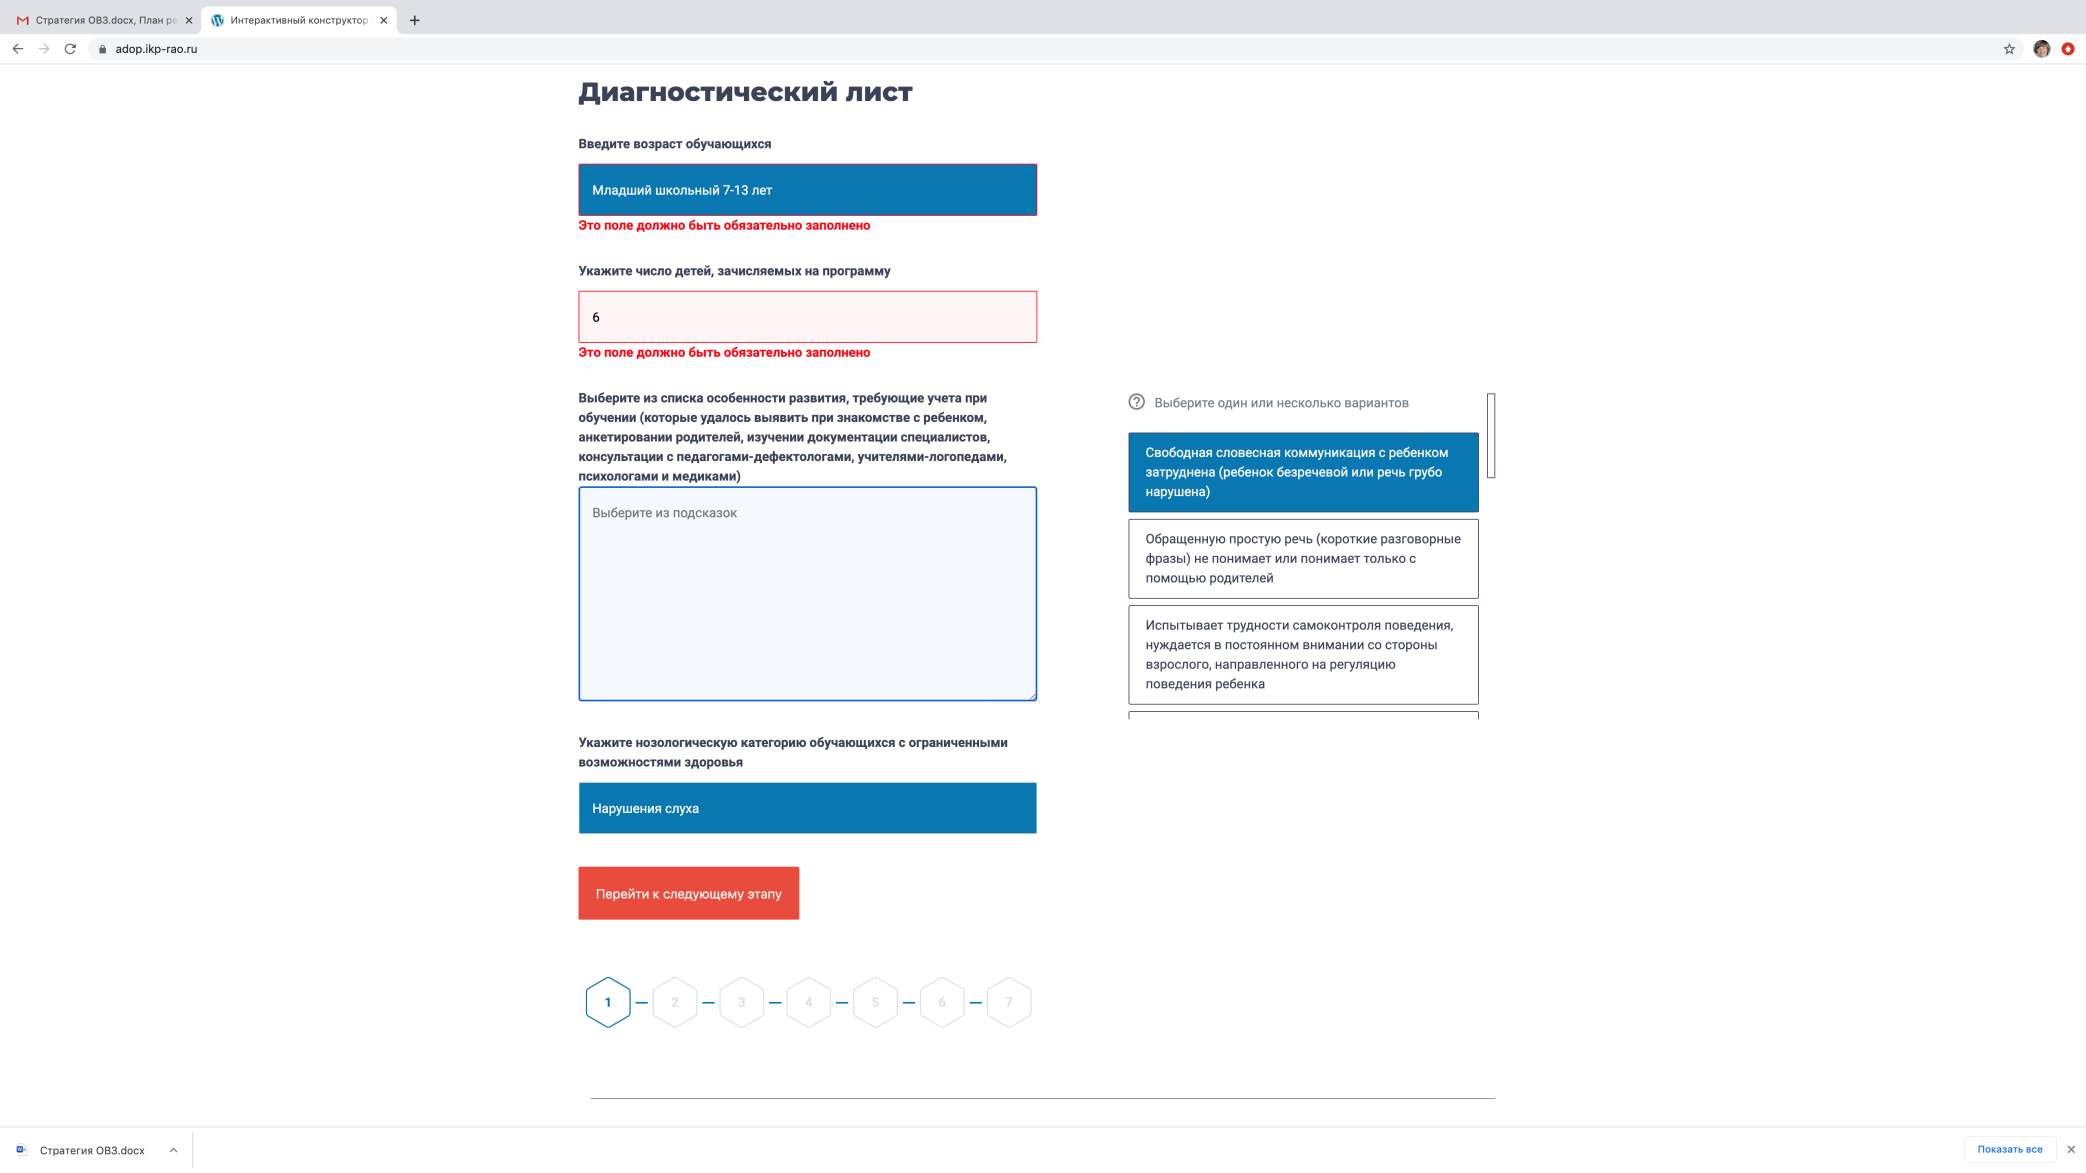 Стратегия ОВЗ.docx, План ре
Интерактивный конструктор
adop.ikp-rao.ru
Диагностический лист
Введите возраст обучающихся
Младший школьный 7-13 лет
Это поле должно быть обязательно заполнено
Укажите число детей, зачисляемых на программу
6
Это поле должно быть обязательно заполнено
Выберите из списка особенности развития, требующие учета при
обучении (которые удалось выявить при знакомстве с ребенком,
анкетировании родителей, изучении документации специалистов,
консультации с педагогами-дефектологами, учителями-логопедами,
психологами и медиками)
Выберите из подсказок
Выберите один или несколько вариантов
Свободная словесная коммуникация с ребенком
затруднена (ребенок безречевой или речь грубо
нарушена)
Обращенную простую речь (короткие разговорные
фразы) не понимает или понимает только с
помощью родителей
Испытывает трудности самоконтроля поведения,
нуждается в постоянном внимании со стороны
взрослого, направленного на регуляцию
поведения ребенка
Укажите нозологическую категорию обучающихся с ограниченными
возможностями здоровья
Нарушения слуха
Перейти к следующему этапу
1 2 3 4 5 6 7
Стратегия ОВЗ.docx
Показать все